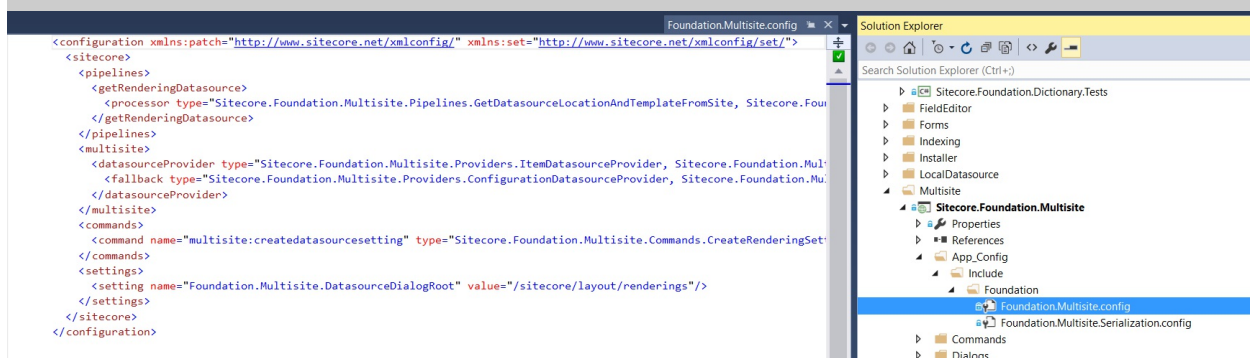 Foundation.Multisite.config
<configuration xmlns:patch="http://www.sitecore.net/xmlconfig/" xmlns:set="http://www.sitecore.net/xmlconfig/set/">
<sitecore>
<pipelines>
<getRenderingDatasource>
<processor type="Sitecore.Foundation.Multisite.Pipelines.GetDatasourceLocationAndTemplateFromSite, Sitecore.Four
</getRenderingDatasource>
</pipelines>
<multisite>
<datasourceProvider type="Sitecore.Foundation.Multisite.Providers.ItemDatasourceProvider, Sitecore.Foundation.Mul
<fallback type="Sitecore.Foundation.Multisite.Providers.ConfigurationDatasourceProvider, Sitecore.Foundation.Mu
</datasourceProvider>
</multisite>
<commands>
<command name="multisite:createdatasourcesetting" type="Sitecore.Foundation.Multisite.Commands.CreateRenderingSet
</commands>
<settings>
<setting name="Foundation.Multisite.DatasourceDialogRoot" value="/sitecore/layout/renderings"/>
</settings>
</sitecore>
</configuration>
Solution Explorer
Search Solution Explorer (Ctrl+;)
C# Sitecore.Foundation.Dictionary.Tests
FieldEditor
Forms
Indexing
Installer
LocalDatasource
Multisite
Sitecore.Foundation.Multisite
Properties
References
App_Config
Include
Foundation
Foundation.Multisite.config
Foundation.Multisite.Serialization.config
Commands
Dialogs